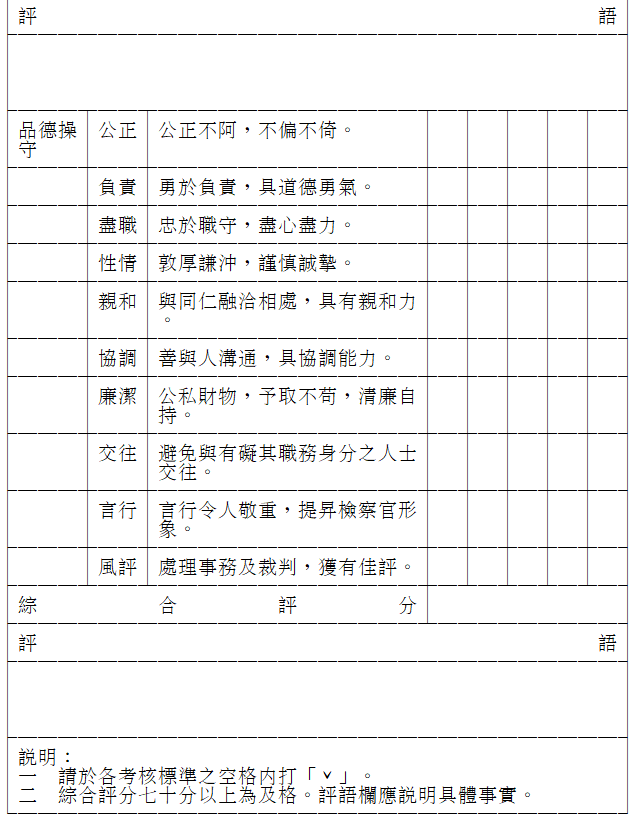 評 語
品德操 公正 公正不阿，不偏不倚。
守
負責 勇於負責，具道德勇氣。
盡職 忠於職守，盡心盡力。
性情 敦厚謙沖，謹慎誠摯。
親和 與同仁融洽相處，具有親和力
。
協調 善與人溝通，具協調能力。
廉潔 公私財物，予取不苟，清廉自
持。
交往 避免與有礙其職務身分之人士
交往。
言行 言行令人敬重，提昇檢察官形
象。
風評 處理事務及裁判，獲有佳評。
綜 合 評 分
評 語
說明：
一　請於各考核標準之空格內打「ˇ」。
二　綜合評分七十分以上為及格。評語欄應說明具體事實。